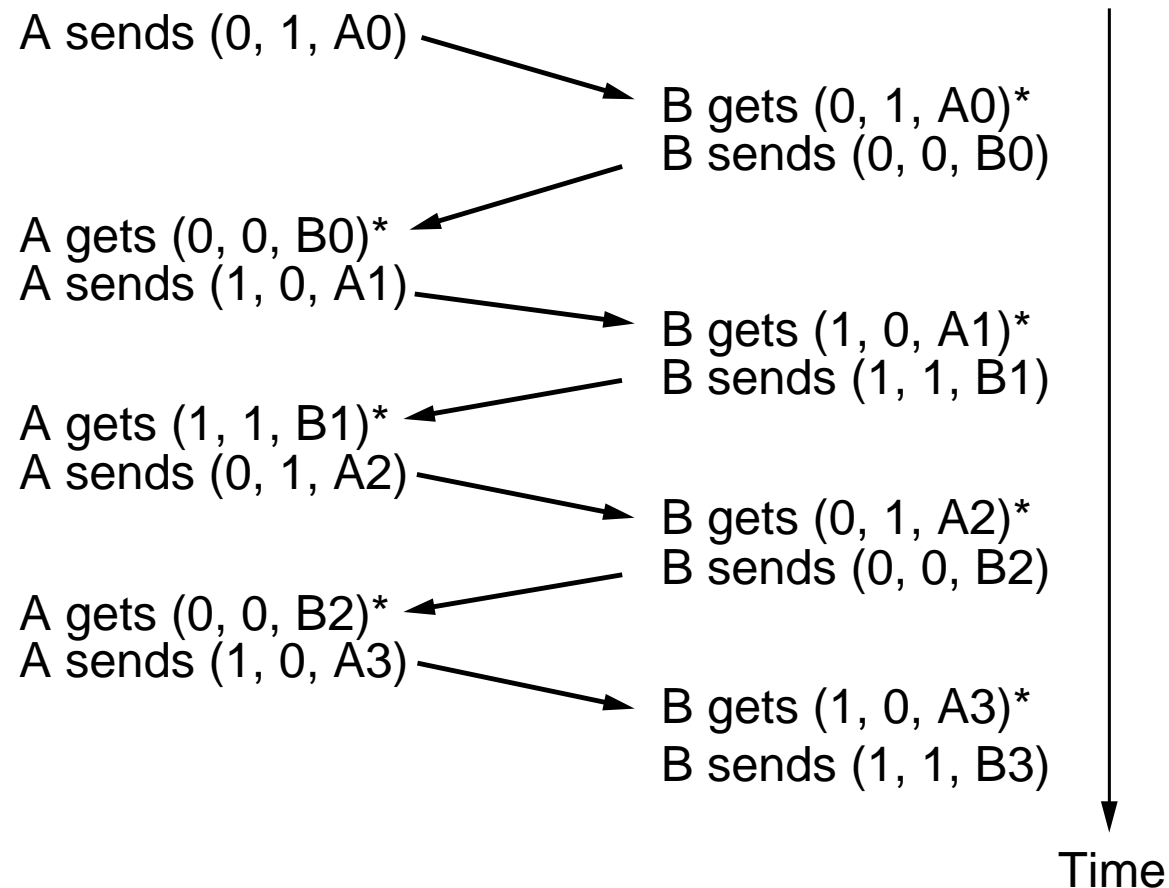 A sends (0, 1, A0)
B gets (0, 1, A0)*
B sends (0, 0, B0)
A gets (0, 0, B0)*
A sends (1, 0, A1)
B gets (1, 0, A1)*
B sends (1, 1, B1)
A gets (1, 1, B1)*
A sends (0, 1, A2)
B gets (0, 1, A2)*
B sends (0, 0, B2)
A gets (0, 0, B2)*
A sends (1, 0, A3)
B gets (1, 0, A3)*
B sends (1, 1, B3)
Time